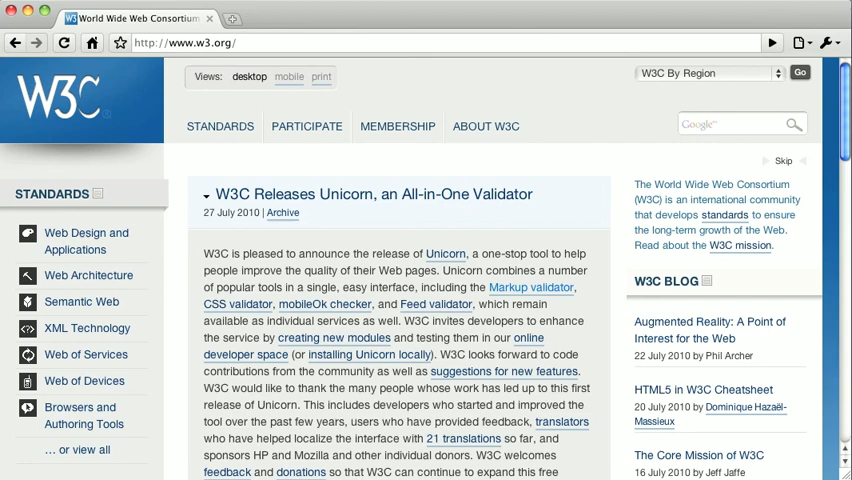 World Wide Web Consortium
http://www.w3.org/
W3C
Views: desktop mobile print
W3C By Region
Go
STANDARDS
PARTICIPATE
MEMBERSHIP
ABOUT W3C
Google
Skip
STANDARDS
Web Design and
Applications
Web Architecture
Semantic Web
XML Technology
Web of Services
Web of Devices
Browsers and
Authoring Tools
... or view all
W3C Releases Unicorn, an All-in-One Validator
27 July 2010 | Archive
W3C is pleased to announce the release of Unicorn, a one-stop tool to help
people improve the quality of their Web pages. Unicorn combines a number
of popular tools in a single, easy interface, including the Markup validator,
CSS validator, mobileOk checker, and Feed validator, which remain
available as individual services as well. W3C invites developers to enhance
the service by creating new modules and testing them in our online
developer space (or installing Unicorn locally). W3C looks forward to code
contributions from the community as well as suggestions for new features.
W3C would like to thank the many people whose work has led up to this first
release of Unicorn. This includes developers who started and improved the
tool over the past few years, users who have provided feedback, translators
who have helped localize the interface with 21 translations so far, and
sponsors HP and Mozilla and other individual donors. W3C welcomes
feedback and donations so that W3C can continue to expand this free
The World Wide Web Consortium
(W3C) is an international community
that develops standards to ensure
the long-term growth of the Web.
Read about the W3C mission.
W3C BLOG
Augmented Reality: A Point of
Interest for the Web
22 July 2010 by Phil Archer
HTML5 in W3C Cheatsheet
20 July 2010 by Dominique Hazaël-
Massieux
The Core Mission of W3C
16 July 2010 by Jeff Jaffe